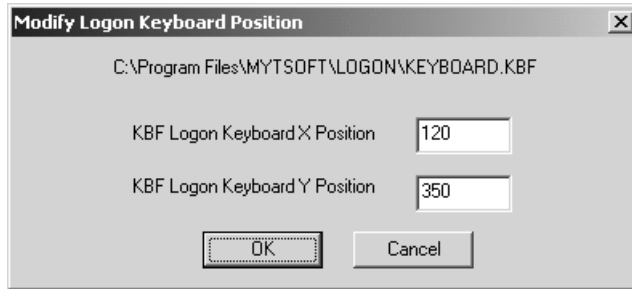 Modify Logon Keyboard Position
C:\Program Files\MYTSOFT\LOGON\KEYBOARD.KBF
KBF Logon Keyboard X Position 120
KBF Logon Keyboard Y Position 350
OK Cancel